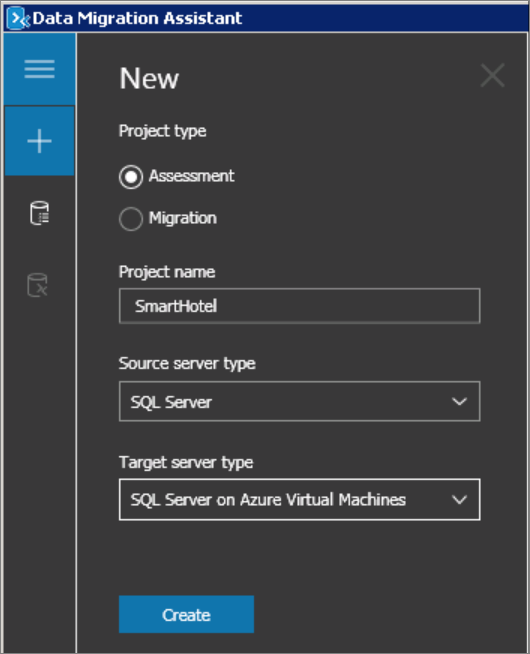 Data Migration Assistant
New
Project type
Assessment
Migration
Project name
SmartHotel
Source server type
SQL Server
Target server type
SQL Server on Azure Virtual Machines
Create